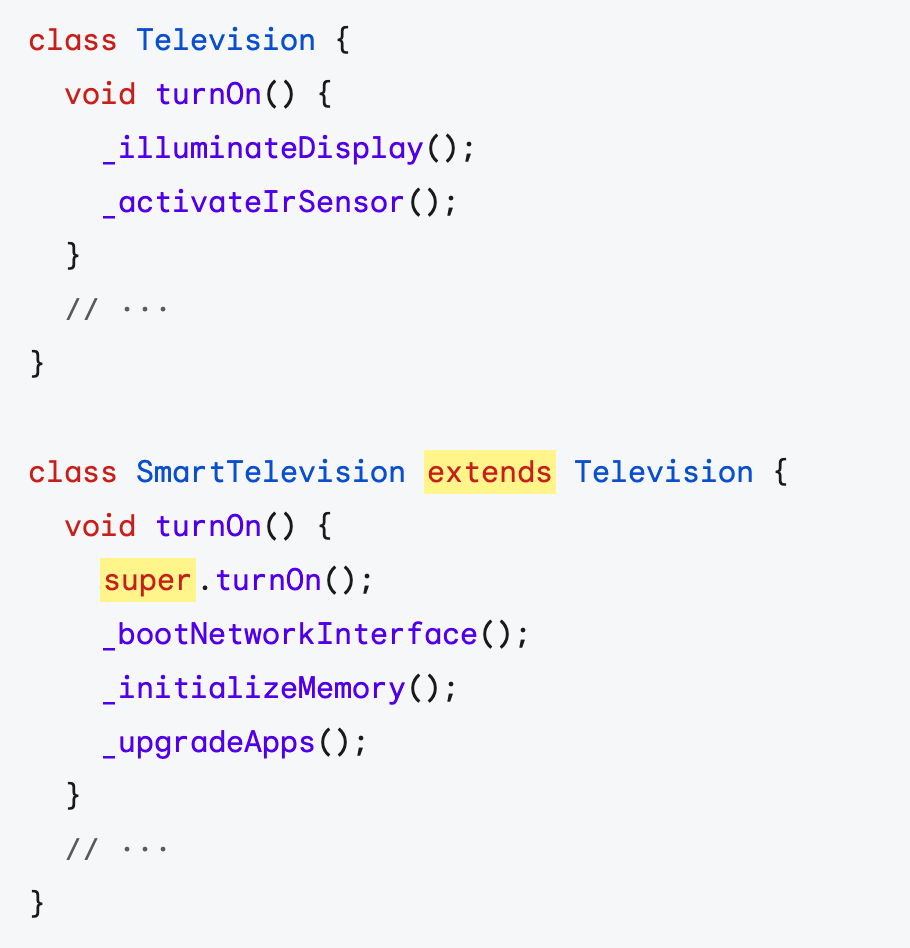 class Television {
  void turnOn() {
    _illuminateDisplay();
    _activateIrSensor();
  }
  // ···
}

class SmartTelevision extends Television {
  void turnOn() {
    super.turnOn();
    _bootNetworkInterface();
    _initializeMemory();
    _upgradeApps();
  }
  // ···
}